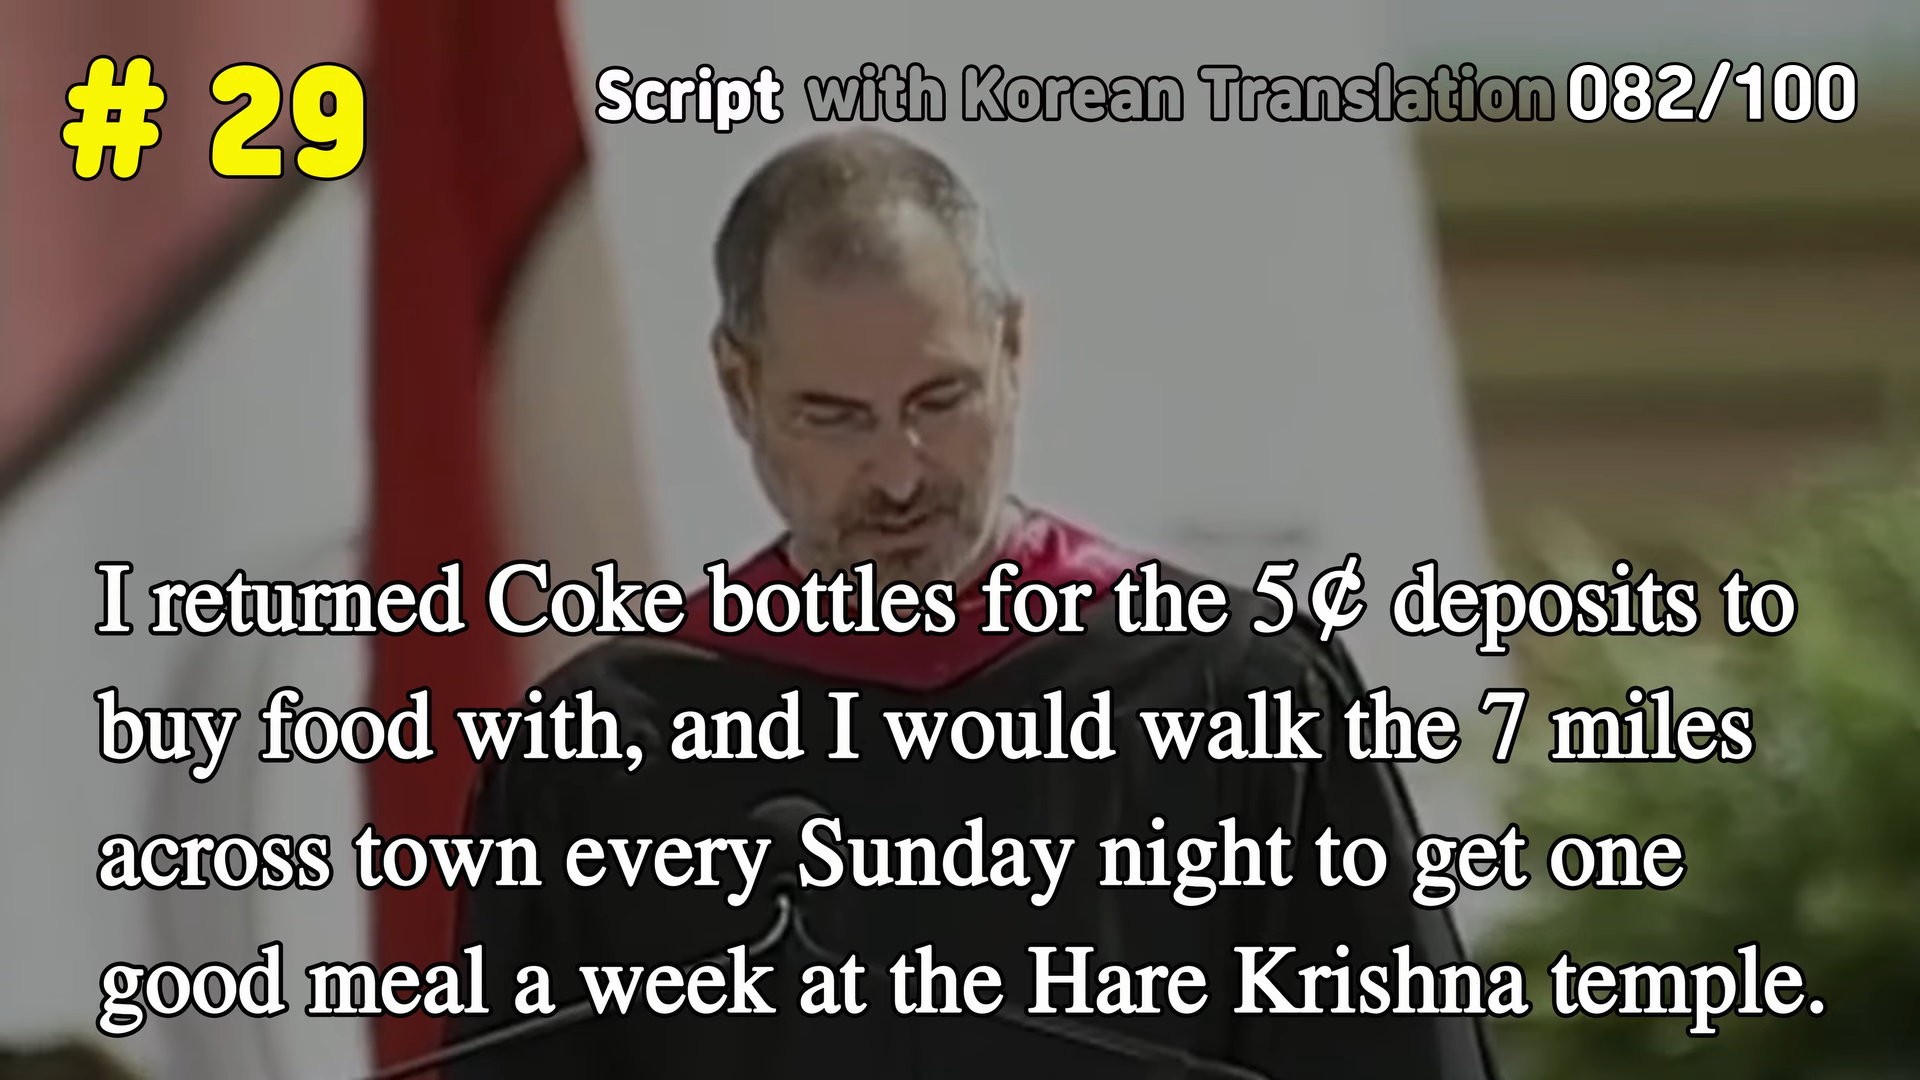 # 29
Script with Korean Translation 082/100
I returned Coke bottles for the 5¢ deposits to
buy food with, and I would walk the 7 miles
across town every Sunday night to get one
good meal a week at the Hare Krishna temple.